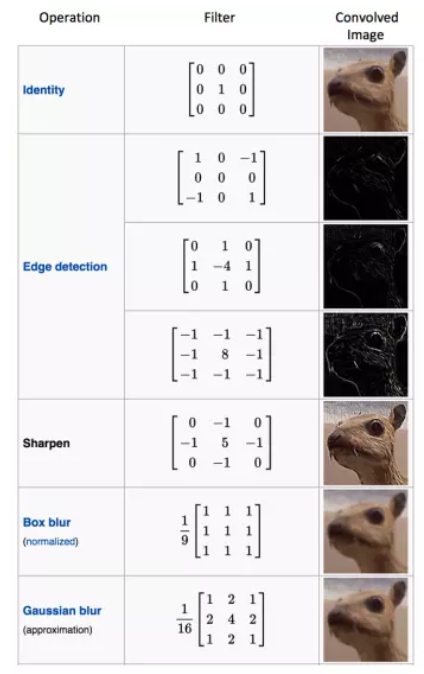 Operation Filter Convolved
Image
Identity
0 0 0
0 1 0
0 0 0
Edge detection
1 0 −1
0 0 0
−1 0 1
0 1 0
1 −4 1
0 1 0
−1 −1 −1
−1 8 −1
−1 −1 −1
Sharpen
0 −1 0
−1 5 −1
0 −1 0
Box blur
(normalized)
1/9
1 1 1
1 1 1
1 1 1
Gaussian blur
(approximation)
1/16
1 2 1
2 4 2
1 2 1